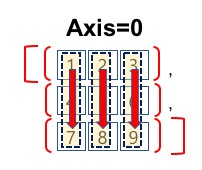 Axis=0
[ [ 1 2 3 ] ,
[ 4 6 ] ,
[ 7 8 9 ] ]